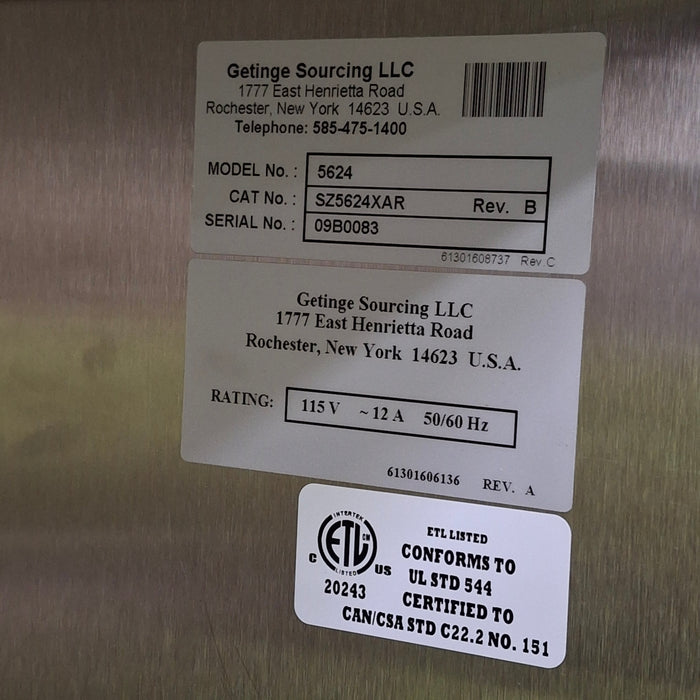 Getinge Sourcing LLC
1777 East Henrietta Road
Rochester, New York 14623 U.S.A.
Telephone: 585-475-1400
MODEL No. : 5624
CAT No. : SZ5624XAR Rev. B
SERIAL No. : 09B0083
61301608737 Rev.C
Getinge Sourcing LLC
1777 East Henrietta Road
Rochester, New York 14623 U.S.A.
RATING: 115 V ~ 12 A 50/60 Hz
61301606136 REV. A
INTERTEK
ETL CM
LISTED
C US
20243
ETL LISTED
CONFORMS TO
UL STD 544
CERTIFIED TO
CAN/CSA STD C22.2 NO. 151